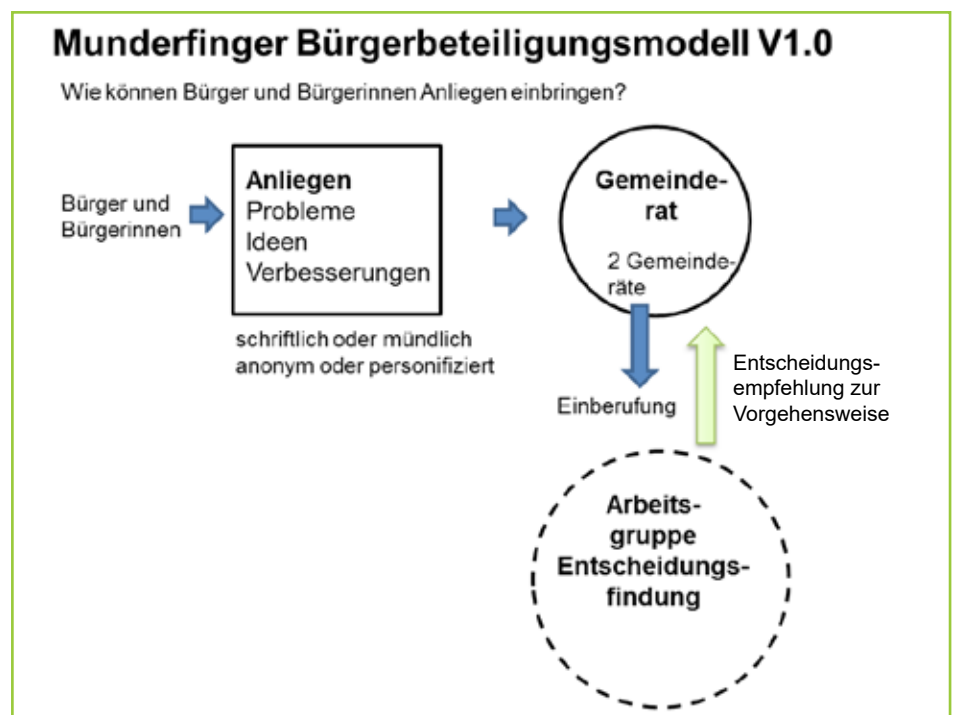 Munderfinger Bürgerbeteiligungsmodell V1.0
Wie können Bürger und Bürgerinnen Anliegen einbringen?
Bürger und
Bürgerinnen
Anliegen
Probleme
Ideen
Verbesserungen
schriftlich oder mündlich
anonym oder personifiziert
Gemeinde-
rat
2 Gemeinde-
räte
Einberufung
Entscheidungs-
empfehlung zur
Vorgehensweise
Arbeits-
gruppe
Entscheidungs-
findung